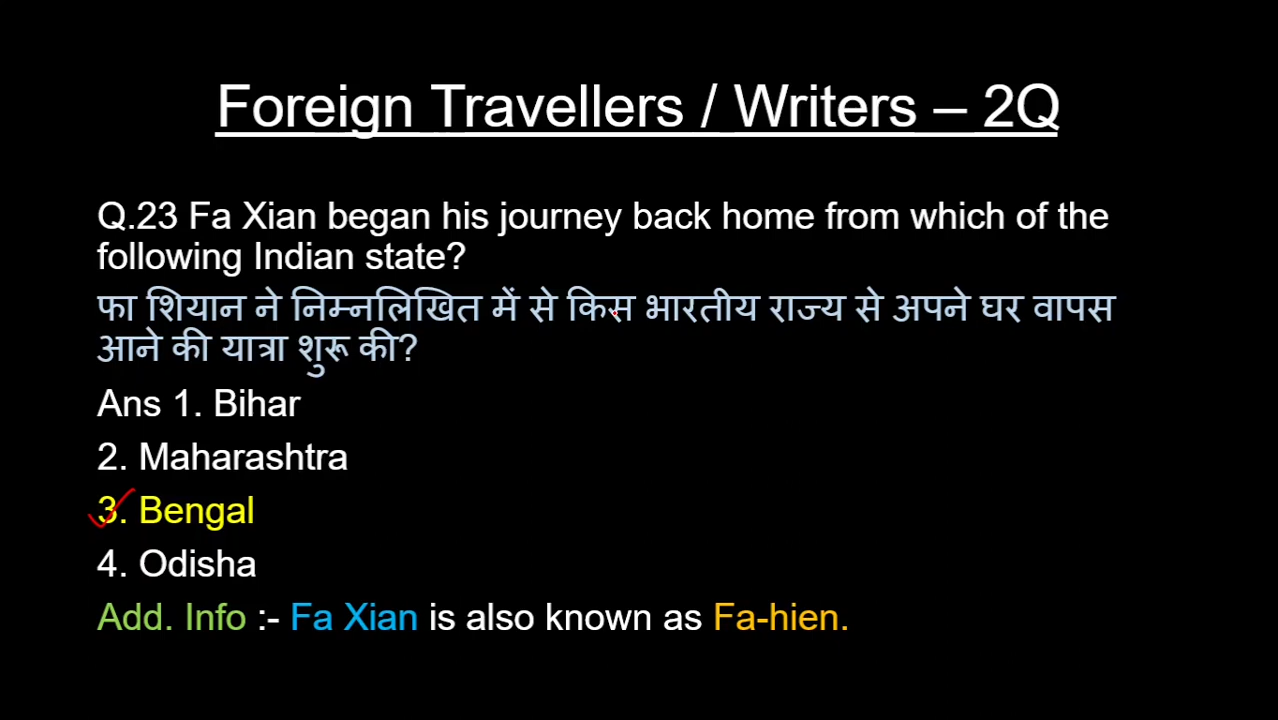 Foreign Travellers / Writers – 2Q
Q.23 Fa Xian began his journey back home from which of the
following Indian state?
फा शियान ने निम्नलिखित में से किस भारतीय राज्य से अपने घर वापस
आने की यात्रा शुरू की?
Ans 1. Bihar
2. Maharashtra
3. Bengal
4. Odisha
Add. Info :- Fa Xian is also known as Fa-hien.